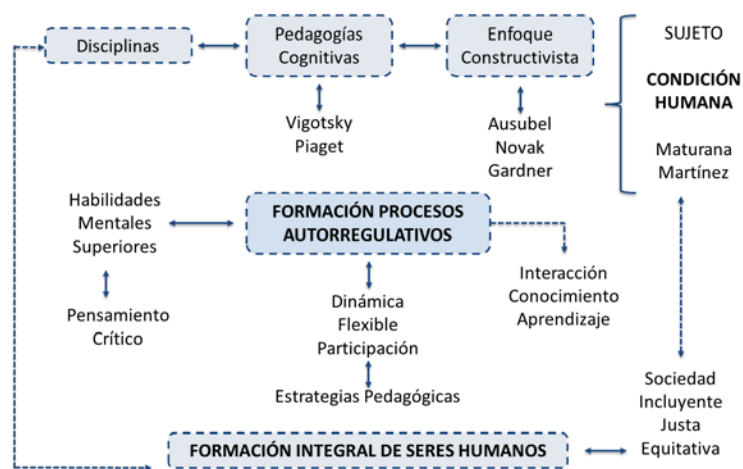 Disciplinas
Pedagogías
Cognitivas
Enfoque
Constructivista
SUJETO
CONDICIÓN
HUMANA
Maturana
Martínez
Vigotsky
Piaget
Ausubel
Novak
Gardner
Habilidades
Mentales
Superiores
FORMACIÓN PROCESOS
AUTORREGULATIVOS
Interacción
Conocimiento
Aprendizaje
Pensamiento
Crítico
Dinámica
Flexible
Participación
Estrategias Pedagógicas
Sociedad
Incluyente
Justa
Equitativa
FORMACIÓN INTEGRAL DE SERES HUMANOS